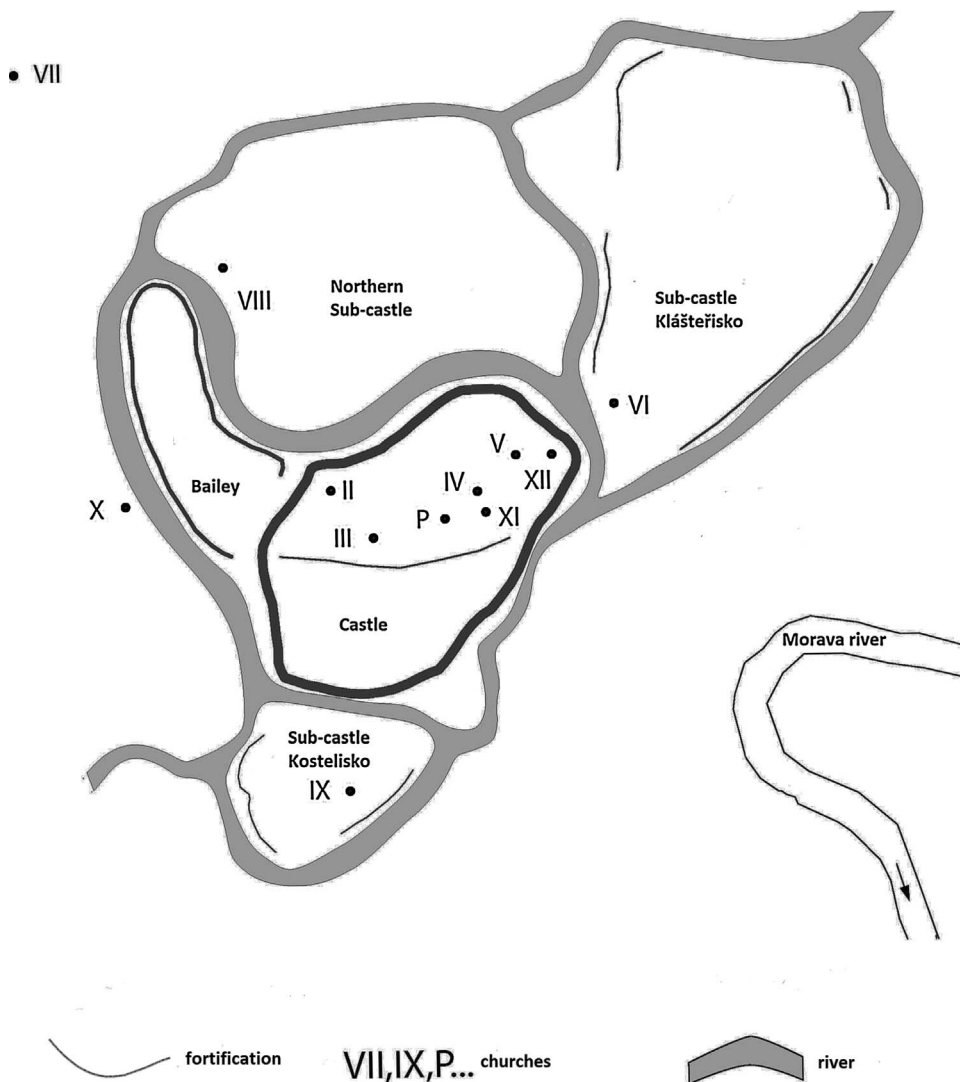 VII
VIII
Northern
Sub-castle
Sub-castle
Klášteřisko
VI
V
XII
Bailey
II
IV
X
P
XI
III
Castle
Morava river
Sub-castle
Kostelisko
IX
fortification
VII,IX,P... churches
river